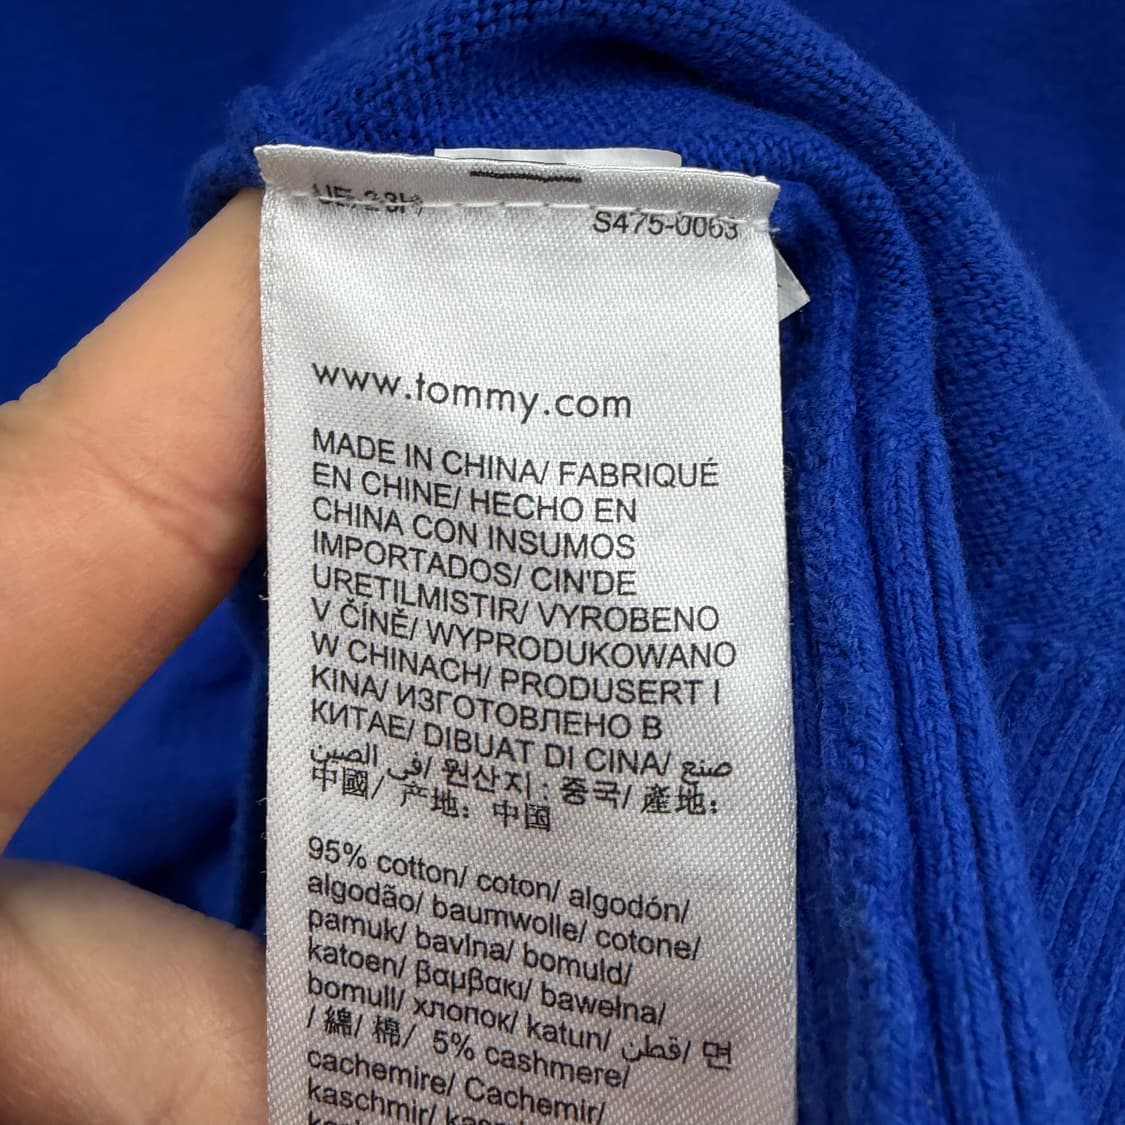 S475-0063
www.tommy.com
MADE IN CHINA/ FABRIQUÉ
EN CHINE/ HECHO EN
CHINA CON INSUMOS
IMPORTADOS/ CIN'DE
URETILMISTIR/ VYROBENO
V ČÍNĚ/ WYPRODUKOWANO
W CHINACH/ PRODUSERT I
KINA/ ИЗГОТОВЛЕНО В
КИТАЕ/ DIBUAT DI CINA/ صنع
في الصين/ 원산지 : 중국/ 產地:
中國/ 产地: 中国
95% cotton/ coton/ algodón/
algodão/ baumwolle/ cotone/
pamuk/ bavlna/ bomuld/
katoen/ βαμβακι/ bawełna/
bomull/ хлопок/ katun/ قطن/ 면
/ 綿/ 棉/ 5% cashmere/
cachemire/ Cachemir/
kaschmir/